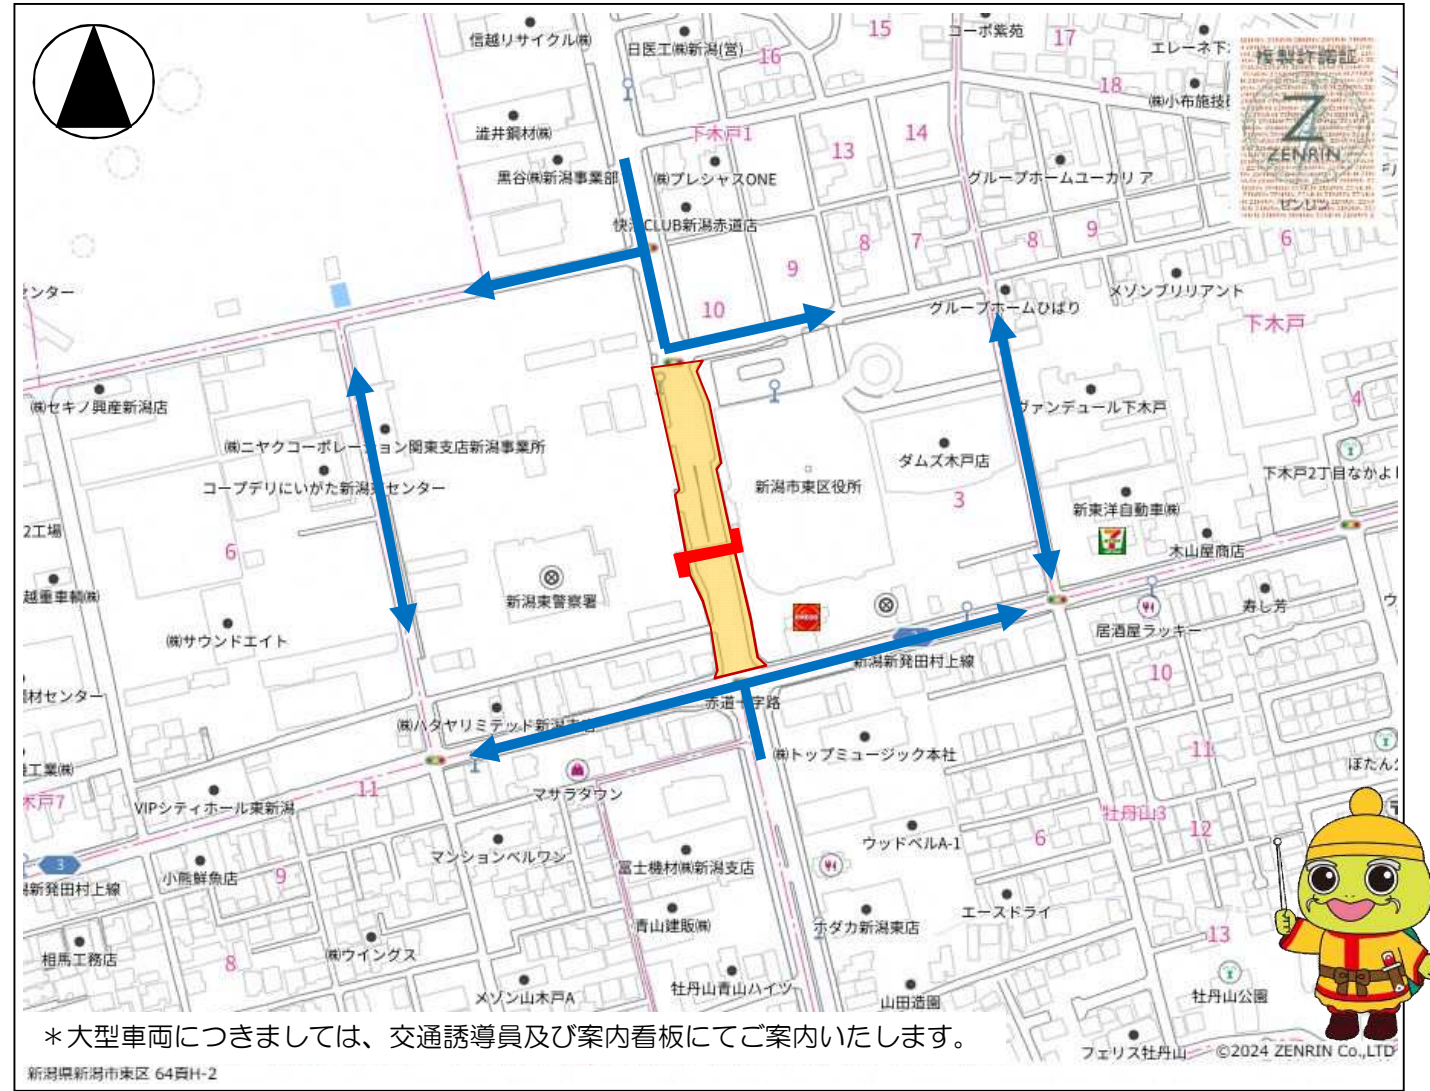 信越リサイクル㈱
日医工㈱新潟(営)
16
15
コーポ紫苑
17
エレーネ下
18
㈱小布施技
複製許諾証
Z
ZENRIN
ゼンリン
澁井鋼材㈱
下木戸1
13
14
黒谷㈱新潟事業部
㈱プレシャスONE
グループホームユーカリ ア
CLUB新潟赤道店
8
7
8
9
6
9
ンター
10
グループホームひばり
メゾンブリリアント
下木戸
㈱セキノ興産新潟店
ヴァンデュール下木戸
4
㈱ニヤクコーポレーション関東支店新潟事業所
コープデリにいがた新潟東センター
新潟市東区役所
ダムズ木戸店
3
下木戸2丁目なかよ
新東洋自動車㈱
2工場
6
木山屋商店
越重車輌㈱
新潟東警察署
寿し芳
ウ
㈱サウンドエイト
居酒屋ラッキー
新潟新発田村上線
10
材センター
赤道十字路
㈱ハタヤリミテッド新潟支店
㈱トップミュージック本社
11
ぼたん
工業㈱
木戸7
VIPシティホール東新潟
11
マサラタウン
牡丹山3
12
6
ウッドベルA-1
マンションベルワン
冨士機材㈱新潟支店
3
新発田村上線
小熊鮮魚店
9
エースドライ
青山建販㈱
ホダカ新潟東店
13
相馬工務店
8
㈱ウイングス
メゾン山木戸A
牡丹山青山ハイツ
山田造園
牡丹山公園
＊大型車両につきましては、交通誘導員及び案内看板にてご案内いたします。
フェリス牡丹山
©2024 ZENRIN Co.,LTD
新潟県新潟市東区 64頁H-2